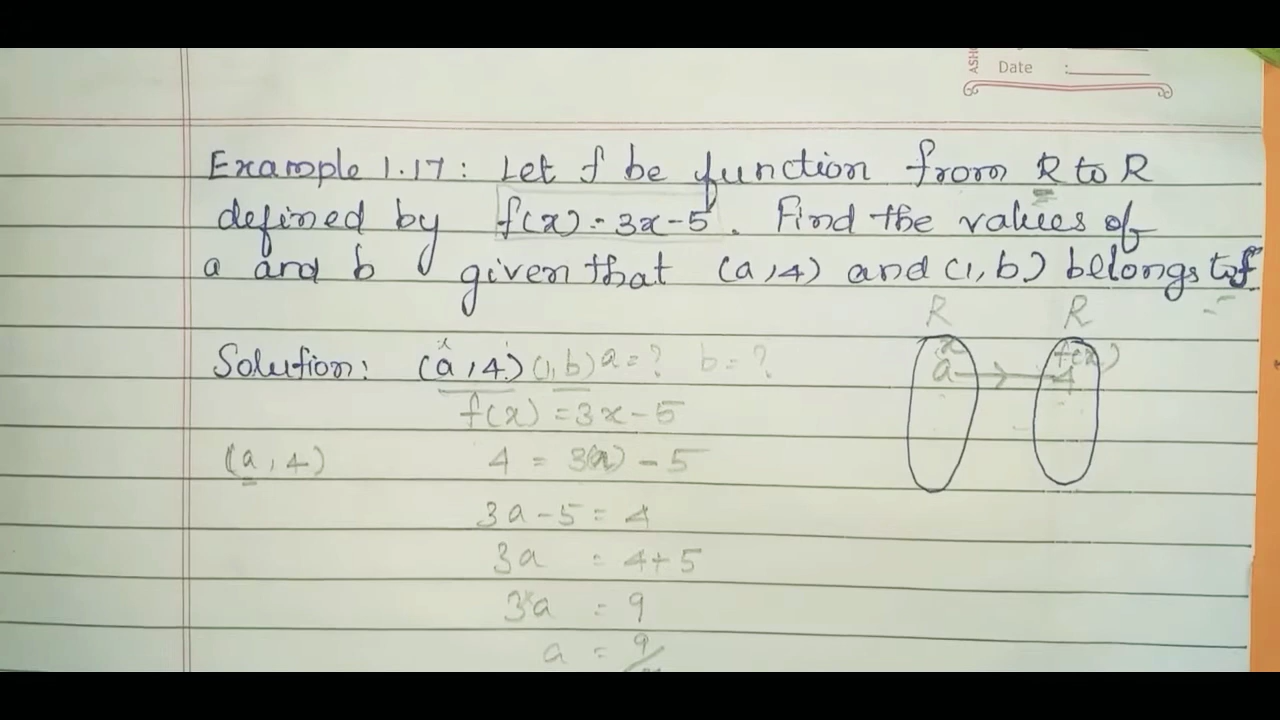 Date :
Example 1.17 : Let f be function from R to R
defined by f(x) = 3x-5 . Find the values of
a and b given that (a,4) and (1,b) belongs to f
R R
Solution: (a,4) (1,b) a=? b=?
x
x f(x)
a 4
f(x) = 3x-5
(a,4) 4 = 3(a) - 5
3a-5 = 4
3a = 4+5
3a = 9
a = 9/